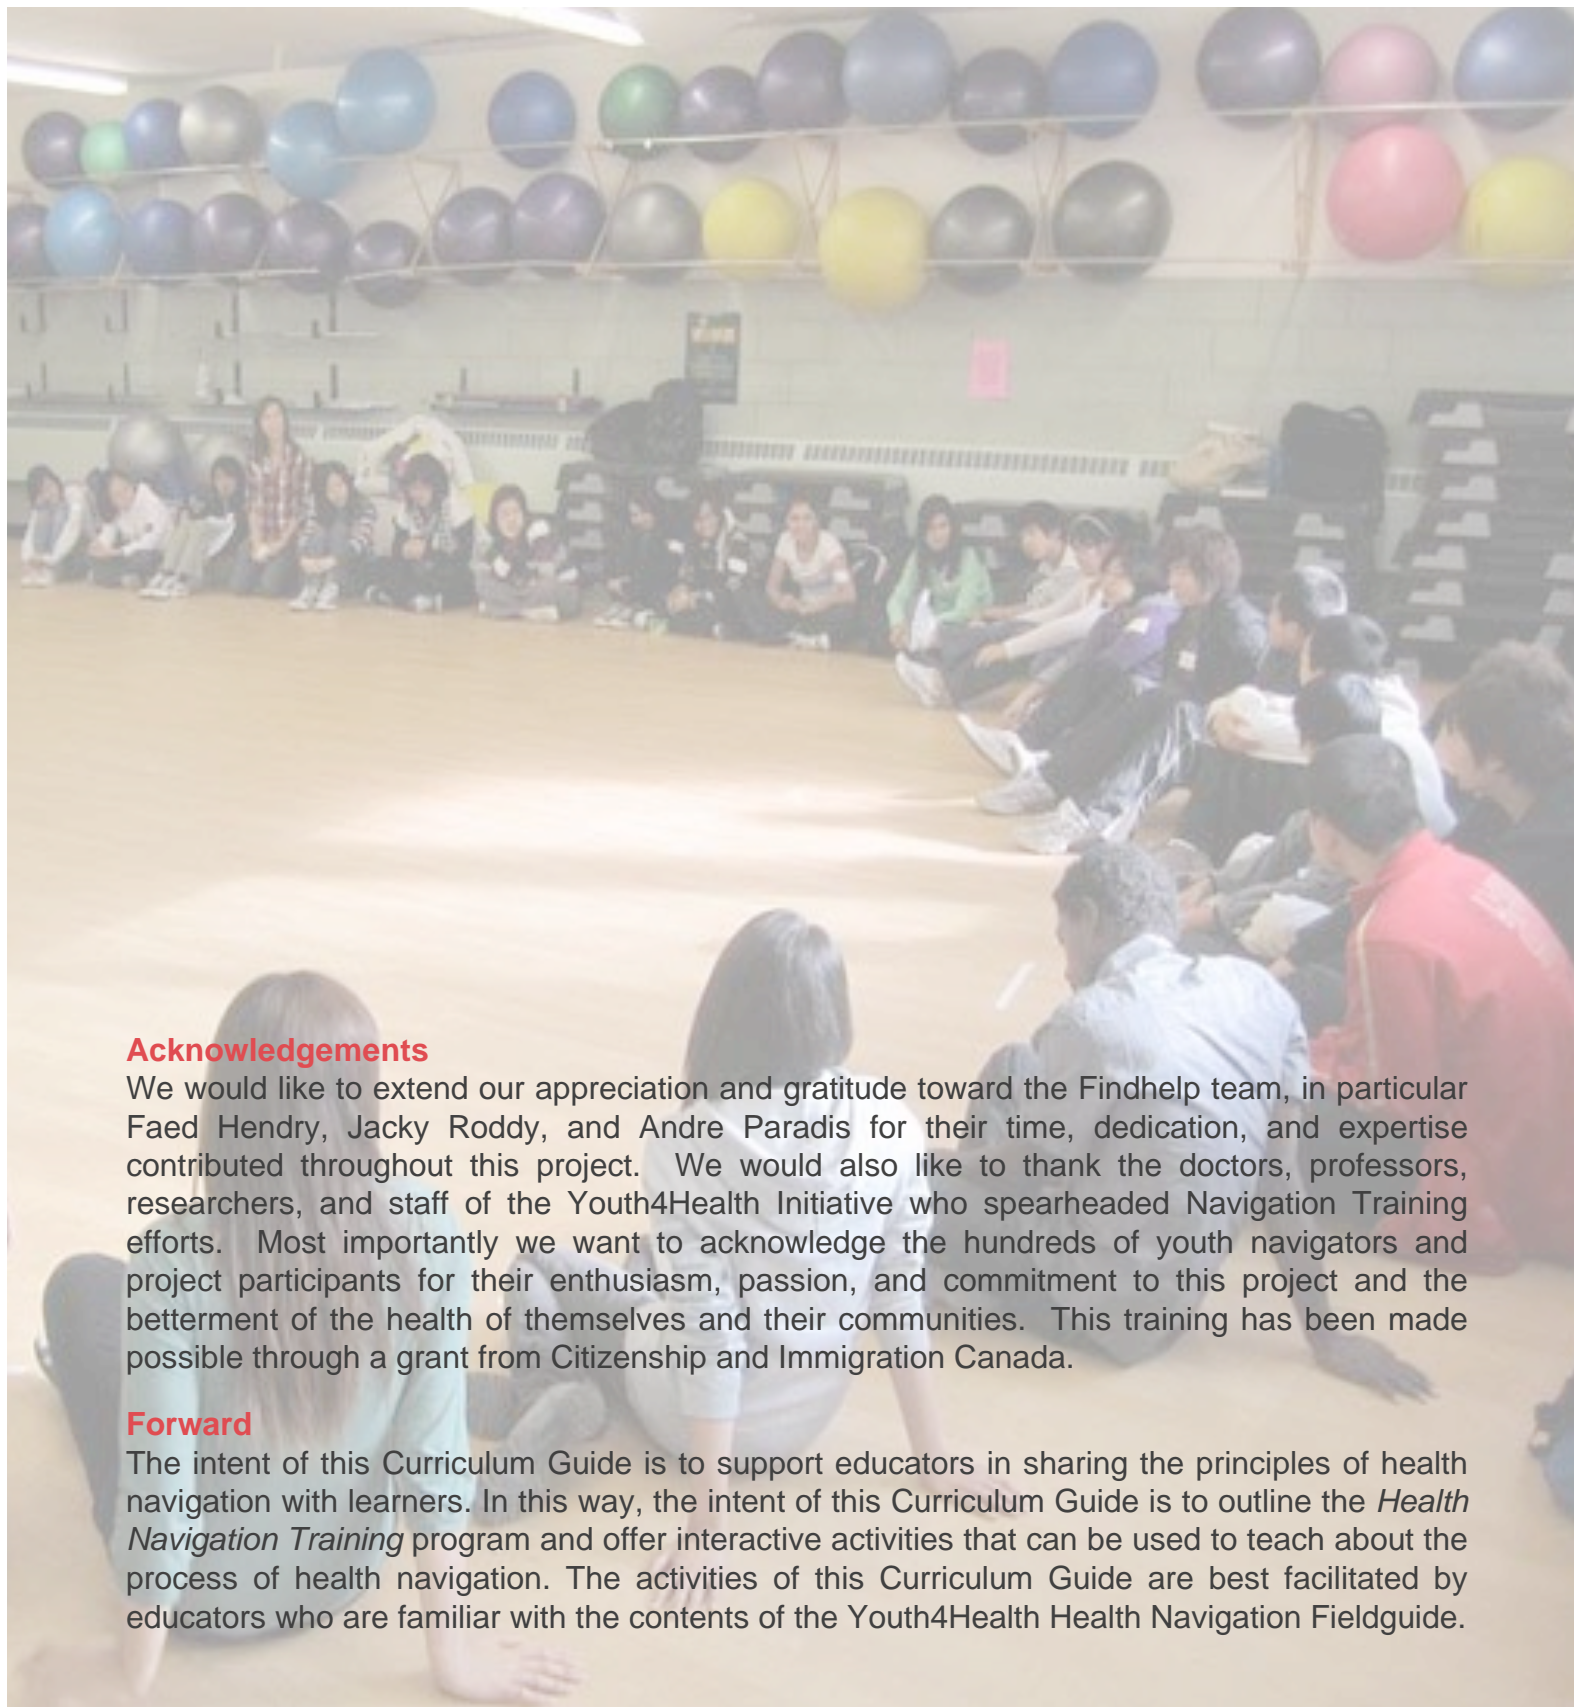 Acknowledgements
We would like to extend our appreciation and gratitude toward the Findhelp team, in particular
Faed Hendry, Jacky Roddy, and Andre Paradis for their time, dedication, and expertise
contributed throughout this project. We would also like to thank the doctors, professors,
researchers, and staff of the Youth4Health Initiative who spearheaded Navigation Training
efforts. Most importantly we want to acknowledge the hundreds of youth navigators and
project participants for their enthusiasm, passion, and commitment to this project and the
betterment of the health of themselves and their communities. This training has been made
possible through a grant from Citizenship and Immigration Canada.
Forward
The intent of this Curriculum Guide is to support educators in sharing the principles of health
navigation with learners. In this way, the intent of this Curriculum Guide is to outline the Health
Navigation Training program and offer interactive activities that can be used to teach about the
process of health navigation. The activities of this Curriculum Guide are best facilitated by
educators who are familiar with the contents of the Youth4Health Health Navigation Fieldguide.